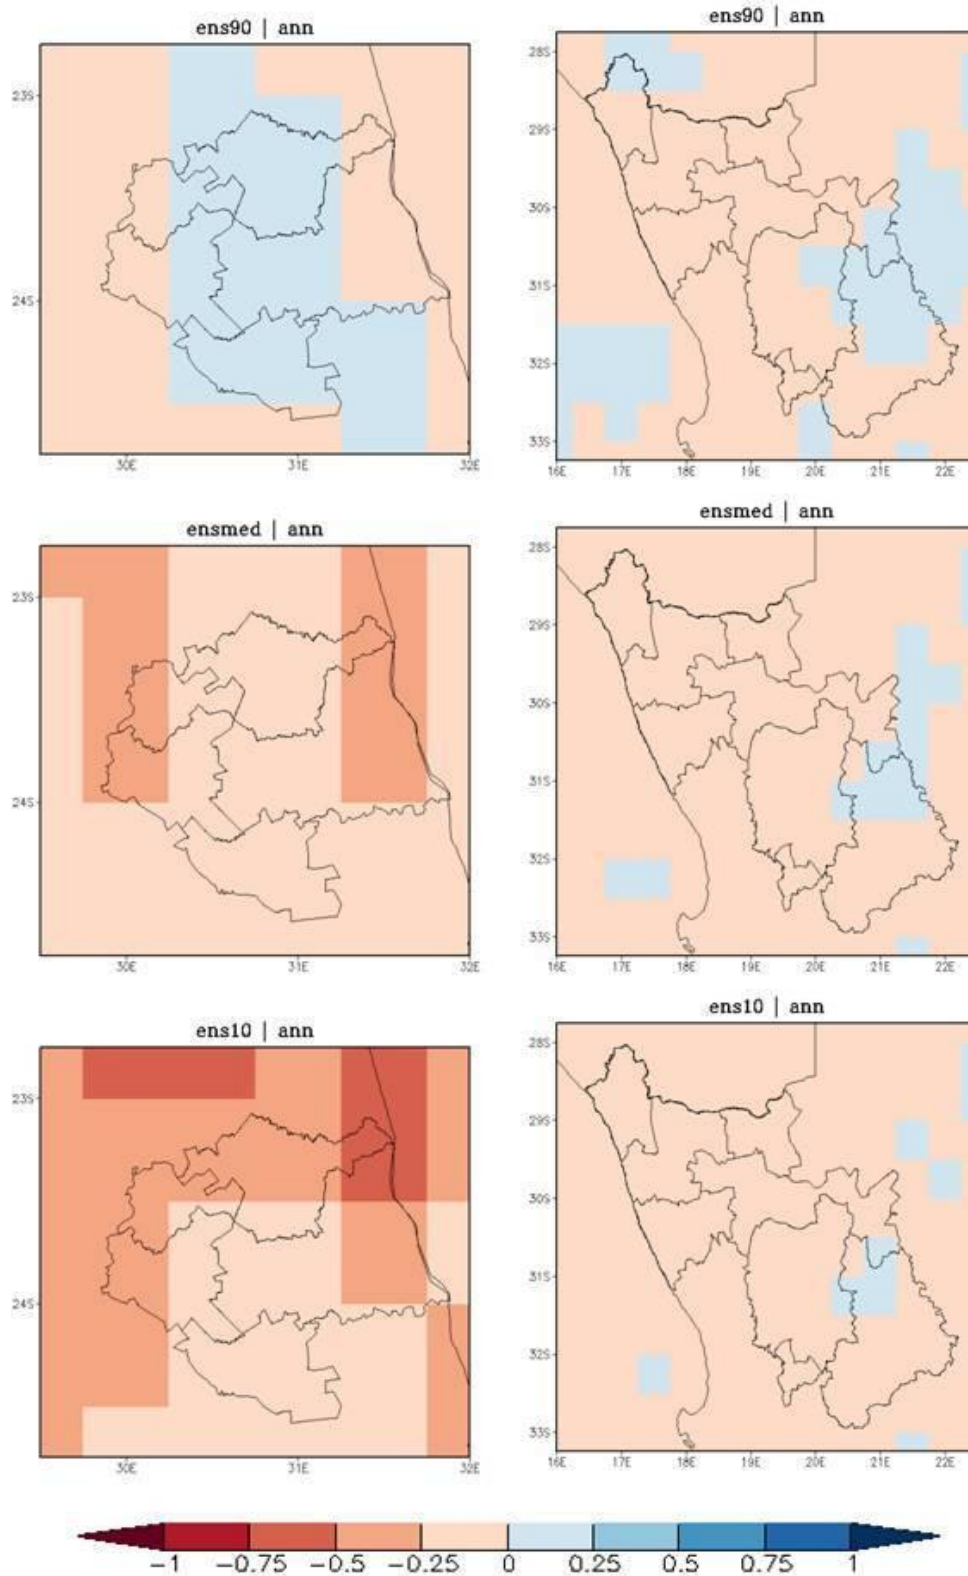 ens90 | ann
23S
24S
30E 31E 32E
ens90 | ann
28S
29S
30S
31S
32S
33S
16E 17E 18E 19E 20E 21E 22E
ensmed | ann
23S
24S
30E 31E 32E
ensmed | ann
28S
29S
30S
31S
32S
33S
16E 17E 18E 19E 20E 21E 22E
ens10 | ann
23S
24S
30E 31E 32E
ens10 | ann
28S
29S
30S
31S
32S
33S
16E 17E 18E 19E 20E 21E 22E
-1 -0.75 -0.5 -0.25 0 0.25 0.5 0.75 1